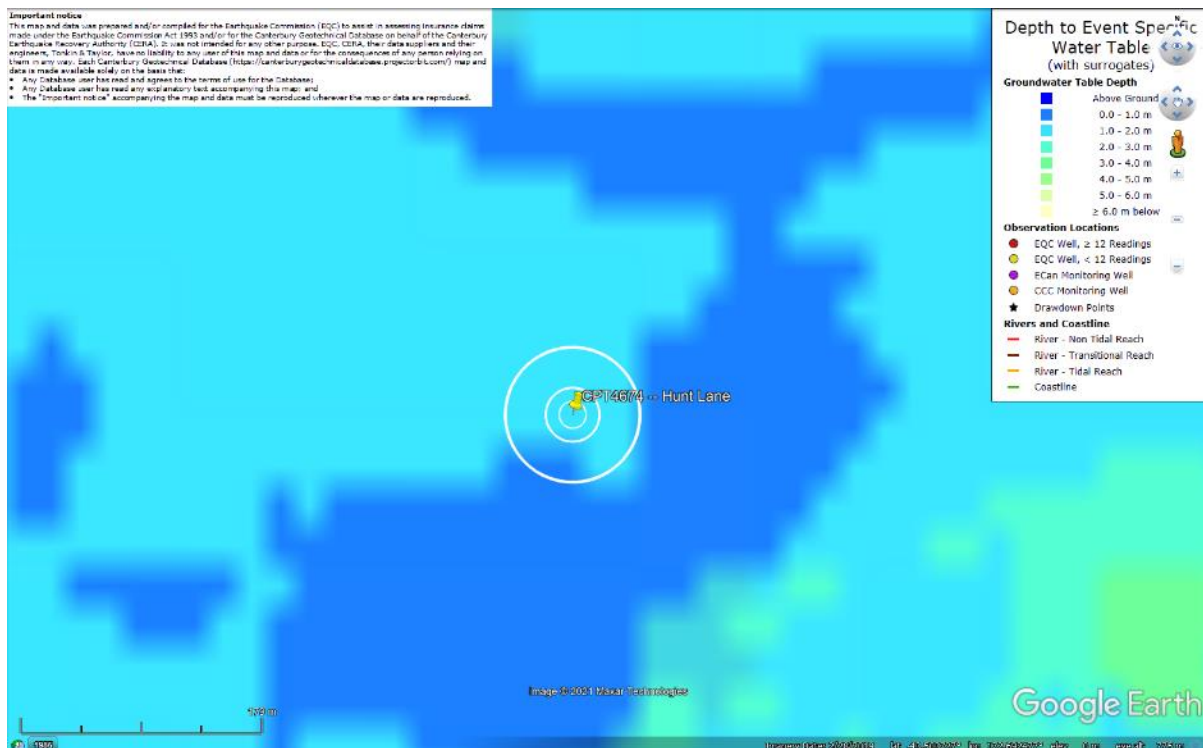 Important notice
This map and data was prepared and/or compiled for the Earthquake Commission (EQC) to assist in assessing insurance claims
made under the Earthquake Commission Act 1993 and/or for the Canterbury Geotechnical Database on behalf of the Canterbury
Earthquake Recovery Authority (CERA). It was not intended for any other purpose. EQC, CERA, their data suppliers and their
engineers, Tonkin & Taylor, have no liability to any user of this map and data or for the consequences of any person relying on
them in any way. Each Canterbury Geotechnical Database (https://canterburygeotechnicaldatabase.projectorbit.com/) map and
data is made available solely on the basis that:
• Any Database user has read and agrees to the terms of use for the Database;
• Any Database user has read any explanatory text accompanying this map; and
• The "Important notice" accompanying the map and data must be reproduced wherever the map or data are reproduced.
Depth to Event Specific
Water Table
(with surrogates)
Groundwater Table Depth
Above Ground
0.0 - 1.0 m
1.0 - 2.0 m
2.0 - 3.0 m
3.0 - 4.0 m
4.0 - 5.0 m
5.0 - 6.0 m
≥ 6.0 m below
Observation Locations
EQC Well, ≥ 12 Readings
EQC Well, < 12 Readings
ECan Monitoring Well
CCC Monitoring Well
Drawdown Points
Rivers and Coastline
River - Non Tidal Reach
River - Transitional Reach
River - Tidal Reach
Coastline
N
CPT4674 -- Hunt Lane
Image © 2021 Maxar Technologies
Google Earth
179 m
1986